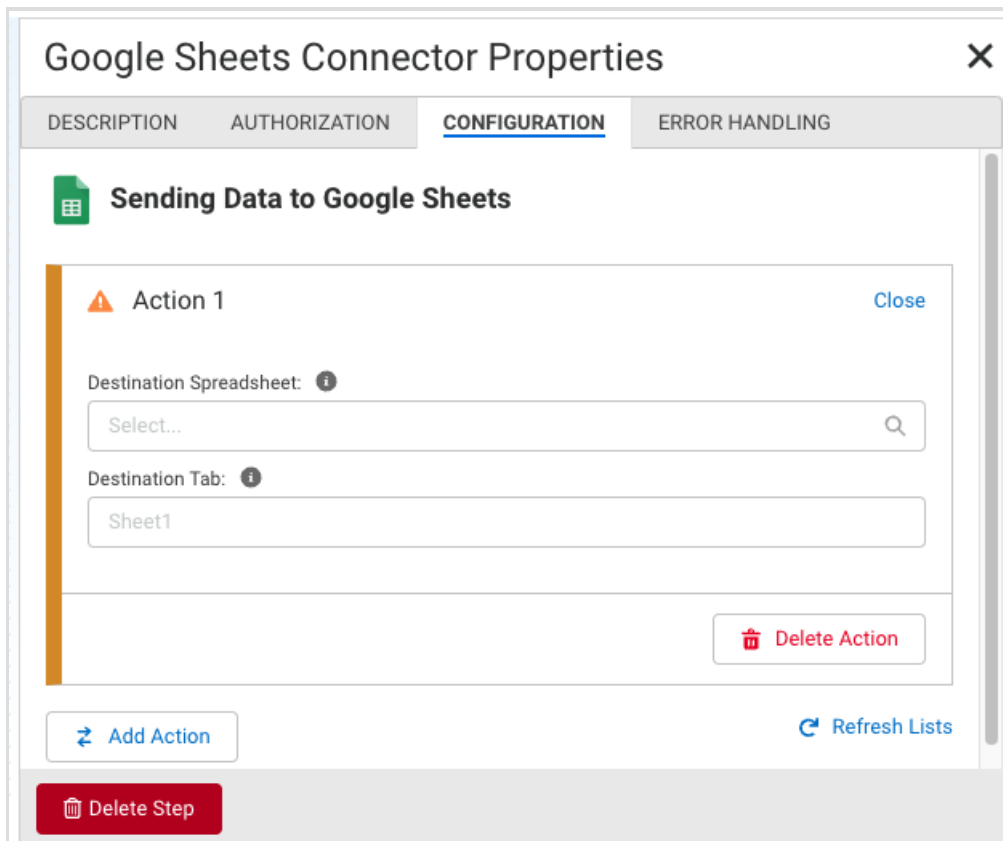 Google Sheets Connector Properties
DESCRIPTION AUTHORIZATION CONFIGURATION ERROR HANDLING
Sending Data to Google Sheets
Action 1 Close
Destination Spreadsheet:
Select...
Destination Tab:
Sheet1
Delete Action
Add Action Refresh Lists
Delete Step